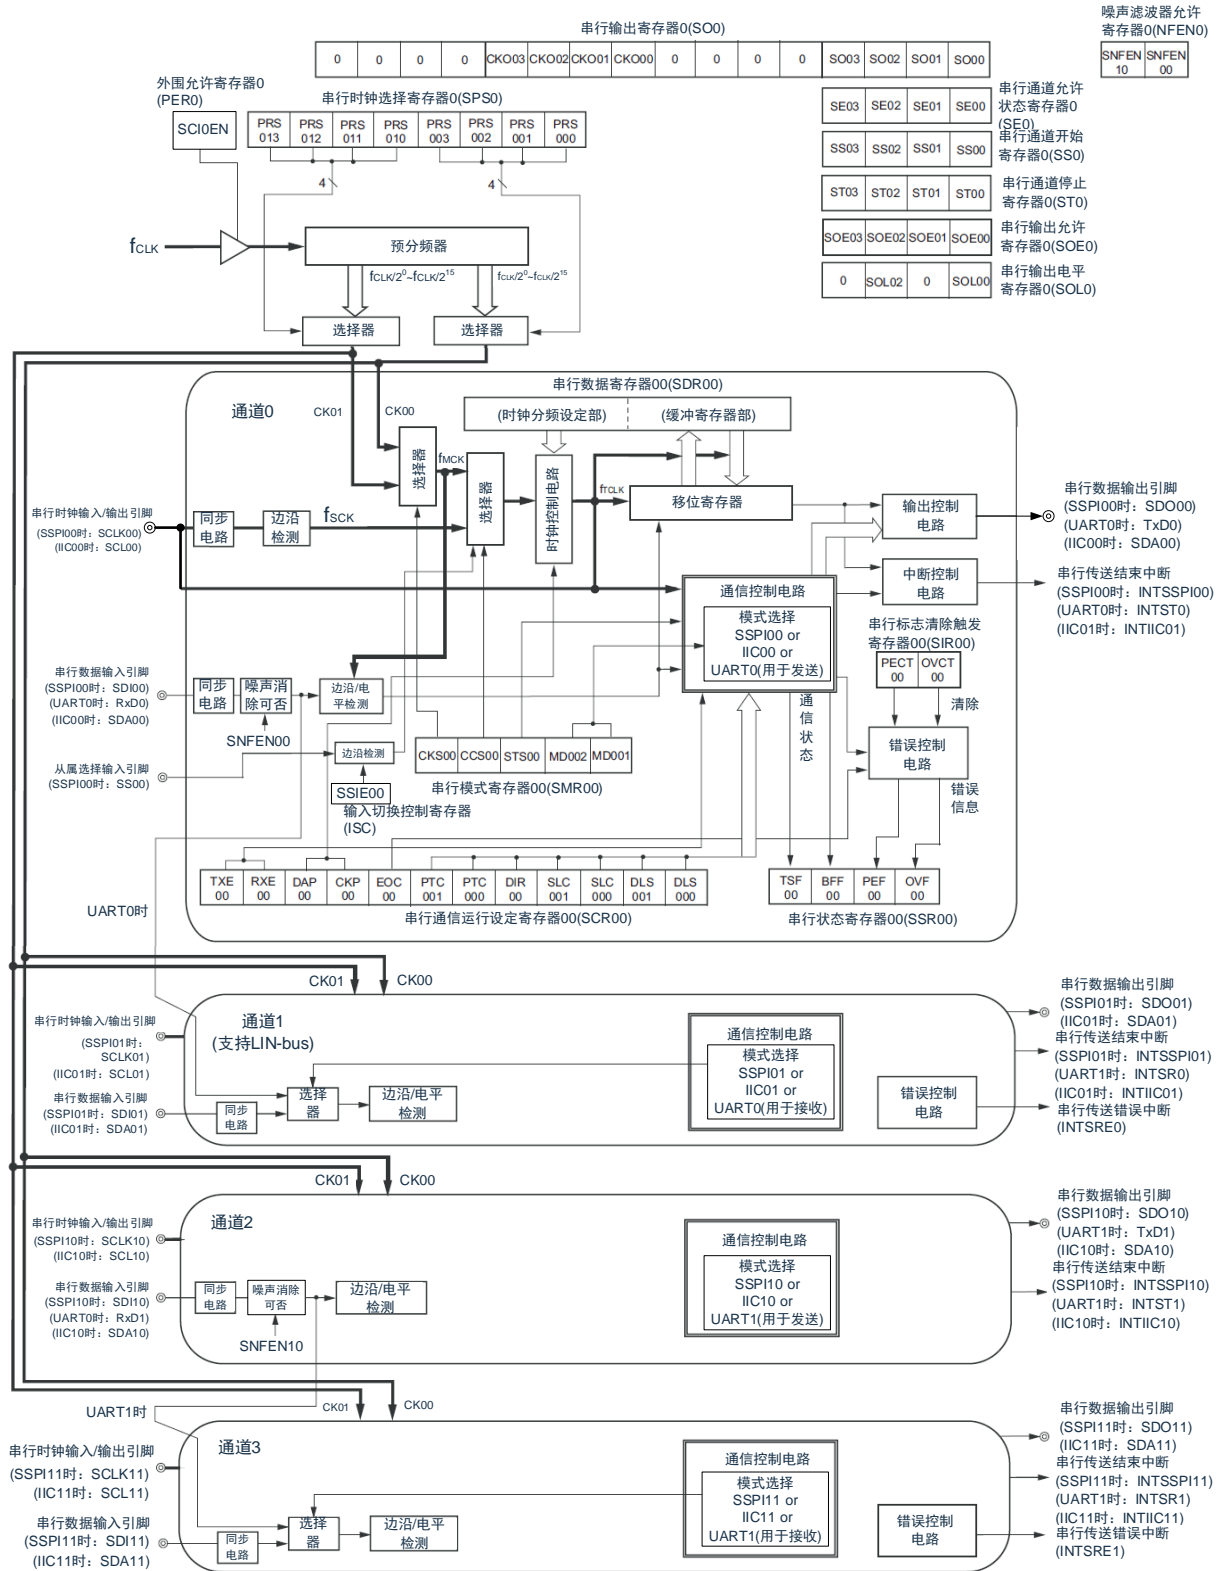 串行输出寄存器0(SO0)
0 0 0 0 CKO03 CKO02 CKO01 CKO00 0 0 0 0 SO03 SO02 SO01 SO00
噪声滤波器允许
寄存器0(NFEN0)
SNFEN 10 SNFEN 00
外围允许寄存器0
(PER0)
SCI0EN
串行时钟选择寄存器0(SPS0)
PRS 013 PRS 012 PRS 011 PRS 010 PRS 003 PRS 002 PRS 001 PRS 000
4
4
SE03 SE02 SE01 SE00
串行通道允许
状态寄存器0
(SE0)
SS03 SS02 SS01 SS00
串行通道开始
寄存器0(SS0)
ST03 ST02 ST01 ST00
串行通道停止
寄存器0(ST0)
SOE03 SOE02 SOE01 SOE00
串行输出允许
寄存器0(SOE0)
0 SOL02 0 SOL00
串行输出电平
寄存器0(SOL0)
fCLK
预分频器
fCLK/2⁰~fCLK/2¹⁵
fCLK/2⁰~fCLK/2¹⁵
选择器
选择器
通道0
CK01
CK00
串行数据寄存器00(SDR00)
(时钟分频设定部)
(缓冲寄存器部)
选择器
fMCK
选择器
时钟控制电路
fTCLK
移位寄存器
输出控制
电路
中断控制
电路
串行时钟输入/输出引脚
(SSPI00时：SCLK00)
(IIC00时：SCL00)
同步
电路
边沿
检测
fSCK
串行数据输出引脚
(SSPI00时：SDO00)
(UART0时：TxD0)
(IIC00时：SDA00)
串行传送结束中断
(SSPI00时：INTSSPI00)
(UART0时：INTST0)
(IIC01时：INTIIC01)
通信控制电路
模式选择
SSPI00 or
IIC00 or
UART0(用于发送)
串行标志清除触发
寄存器00(SIR00)
PECT 00 OVCT 00
清除
串行数据输入引脚
(SSPI00时：SDI00)
(UART0时：RxD0)
(IIC00时：SDA00)
同步
电路
噪声消
除可否
SNFEN00
边沿/电
平检测
通信状态
错误控制
电路
错误
信息
从属选择输入引脚
(SSPI00时：SS00)
边沿检测
SSIE00
输入切换控制寄存器
(ISC)
CKS00 CCS00 STS00 MD002 MD001
串行模式寄存器00(SMR00)
TXE 00 RXE 00 DAP 00 CKP 00 EOC 00 PTC 001 PTC 000 DIR 00 SLC 001 SLC 000 DLS 001 DLS 000
串行通信运行设定寄存器00(SCR00)
TSF 00 BFF 00 PEF 00 OVF 00
串行状态寄存器00(SSR00)
UART0时
CK01
CK00
通道1
(支持LIN-bus)
串行时钟输入/输出引脚
(SSPI01时：
SCLK01)
(IIC01时：SCL01)
串行数据输入引脚
(SSPI01时：SDI01)
(IIC01时：SDA01)
同步
电路
选择
器
边沿/电平
检测
通信控制电路
模式选择
SSPI01 or
IIC01 or
UART0(用于接收)
错误控制
电路
串行数据输出引脚
(SSPI01时：SDO01)
(IIC01时：SDA01)
串行传送结束中断
(SSPI01时：INTSSPI01)
(UART1时：INTSR0)
(IIC01时：INTIIC01)
串行传送错误中断
(INTSRE0)
CK01
CK00
通道2
串行时钟输入/输出引脚
(SSPI10时：SCLK10)
(IIC10时：SCL10)
串行数据输入引脚
(SSPI10时：SDI10)
(UART0时：RxD1)
(IIC10时：SDA10)
同步
电路
噪声消除
可否
SNFEN10
边沿/电平
检测
通信控制电路
模式选择
SSPI10 or
IIC10 or
UART1(用于发送)
串行数据输出引脚
(SSPI10时：SDO10)
(UART1时：TxD1)
(IIC10时：SDA10)
串行传送结束中断
(SSPI10时：INTSSPI10)
(UART1时：INTST1)
(IIC10时：INTIIC10)
UART1时
CK01
CK00
通道3
串行时钟输入/输出引脚
(SSPI11时：SCLK11)
(IIC11时：SCL11)
串行数据输入引脚
(SSPI11时：SDI11)
(IIC11时：SDA11)
同步
电路
选择
器
边沿/电平
检测
通信控制电路
模式选择
SSPI11 or
IIC11 or
UART1(用于接收)
错误控制
电路
串行数据输出引脚
(SSPI11时：SDO11)
(IIC11时：SDA11)
串行传送结束中断
(SSPI11时：INTSSPI11)
(UART1时：INTSR1)
(IIC11时：INTIIC11)
串行传送错误中断
(INTSRE1)